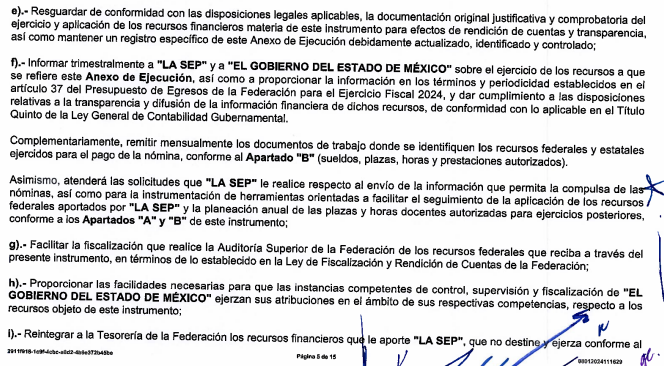 e).- Resguardar de conformidad con las disposiciones legales aplicables, la documentación original justificativa y comprobatoria del
ejercicio y aplicación de los recursos financieros materia de este instrumento para efectos de rendición de cuentas y transparencia,
así como mantener un registro específico de este Anexo de Ejecución debidamente actualizado, identificado y controlado;
f).- Informar trimestralmente a "LA SEP" y a "EL GOBIERNO DEL ESTADO DE MÉXICO" sobre el ejercicio de los recursos a que
se refiere este Anexo de Ejecución, así como a proporcionar la información en los términos y periodicidad establecidos en el
artículo 37 del Presupuesto de Egresos de la Federación para el Ejercicio Fiscal 2024, y dar cumplimiento a las disposiciones
relativas a la transparencia y difusión de la información financiera de dichos recursos, de conformidad con lo aplicable en el Título
Quinto de la Ley General de Contabilidad Gubernamental.
Complementariamente, remitir mensualmente los documentos de trabajo donde se identifiquen los recursos federales y estatales
ejercidos para el pago de la nómina, conforme al Apartado "B" (sueldos, plazas, horas y prestaciones autorizados).
Asimismo, atenderá las solicitudes que "LA SEP" le realice respecto al envío de la información que permita la compulsa de las
nóminas, así como para la instrumentación de herramientas orientadas a facilitar el seguimiento de la aplicación de los recursos
federales aportados por "LA SEP" y la planeación anual de las plazas y horas docentes autorizadas para ejercicios posteriores,
conforme a los Apartados "A" y "B" de este instrumento;
g).- Facilitar la fiscalización que realice la Auditoría Superior de la Federación de los recursos federales que reciba a través del
presente instrumento, en términos de lo establecido en la Ley de Fiscalización y Rendición de Cuentas de la Federación;
h).- Proporcionar las facilidades necesarias para que las instancias competentes de control, supervisión y fiscalización de "EL
GOBIERNO DEL ESTADO DE MÉXICO" ejerzan sus atribuciones en el ámbito de sus respectivas competencias, respecto a los
recursos objeto de este instrumento;
i).- Reintegrar a la Tesorería de la Federación los recursos financieros que le aporte "LA SEP", que no destine y ejerza conforme al
Página 5 de 15